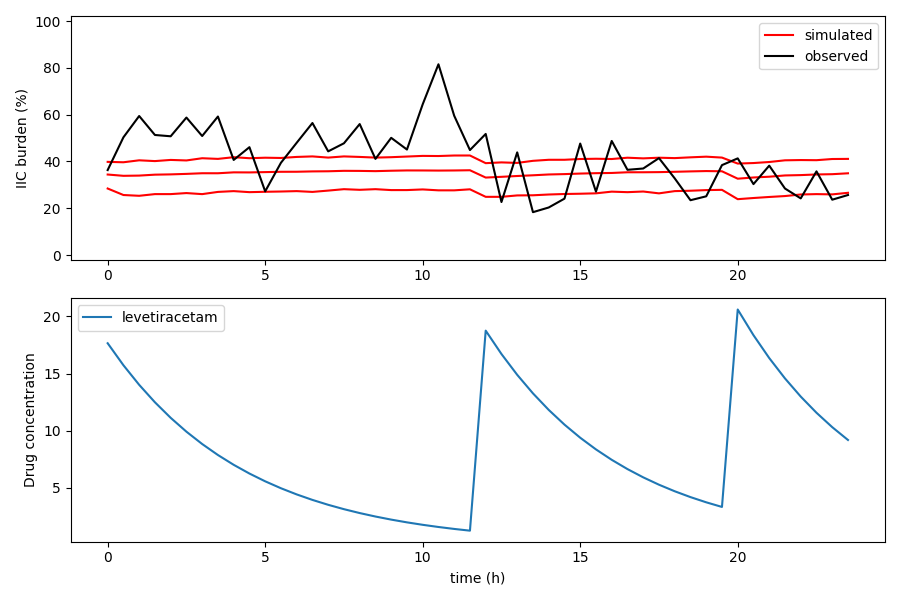 IIC burden (%)
100
80
60
40
20
0
simulated
observed
0 5 10 15 20
Drug concentration
20
15
10
5
levetiracetam
0 5 10 15 20
time (h)